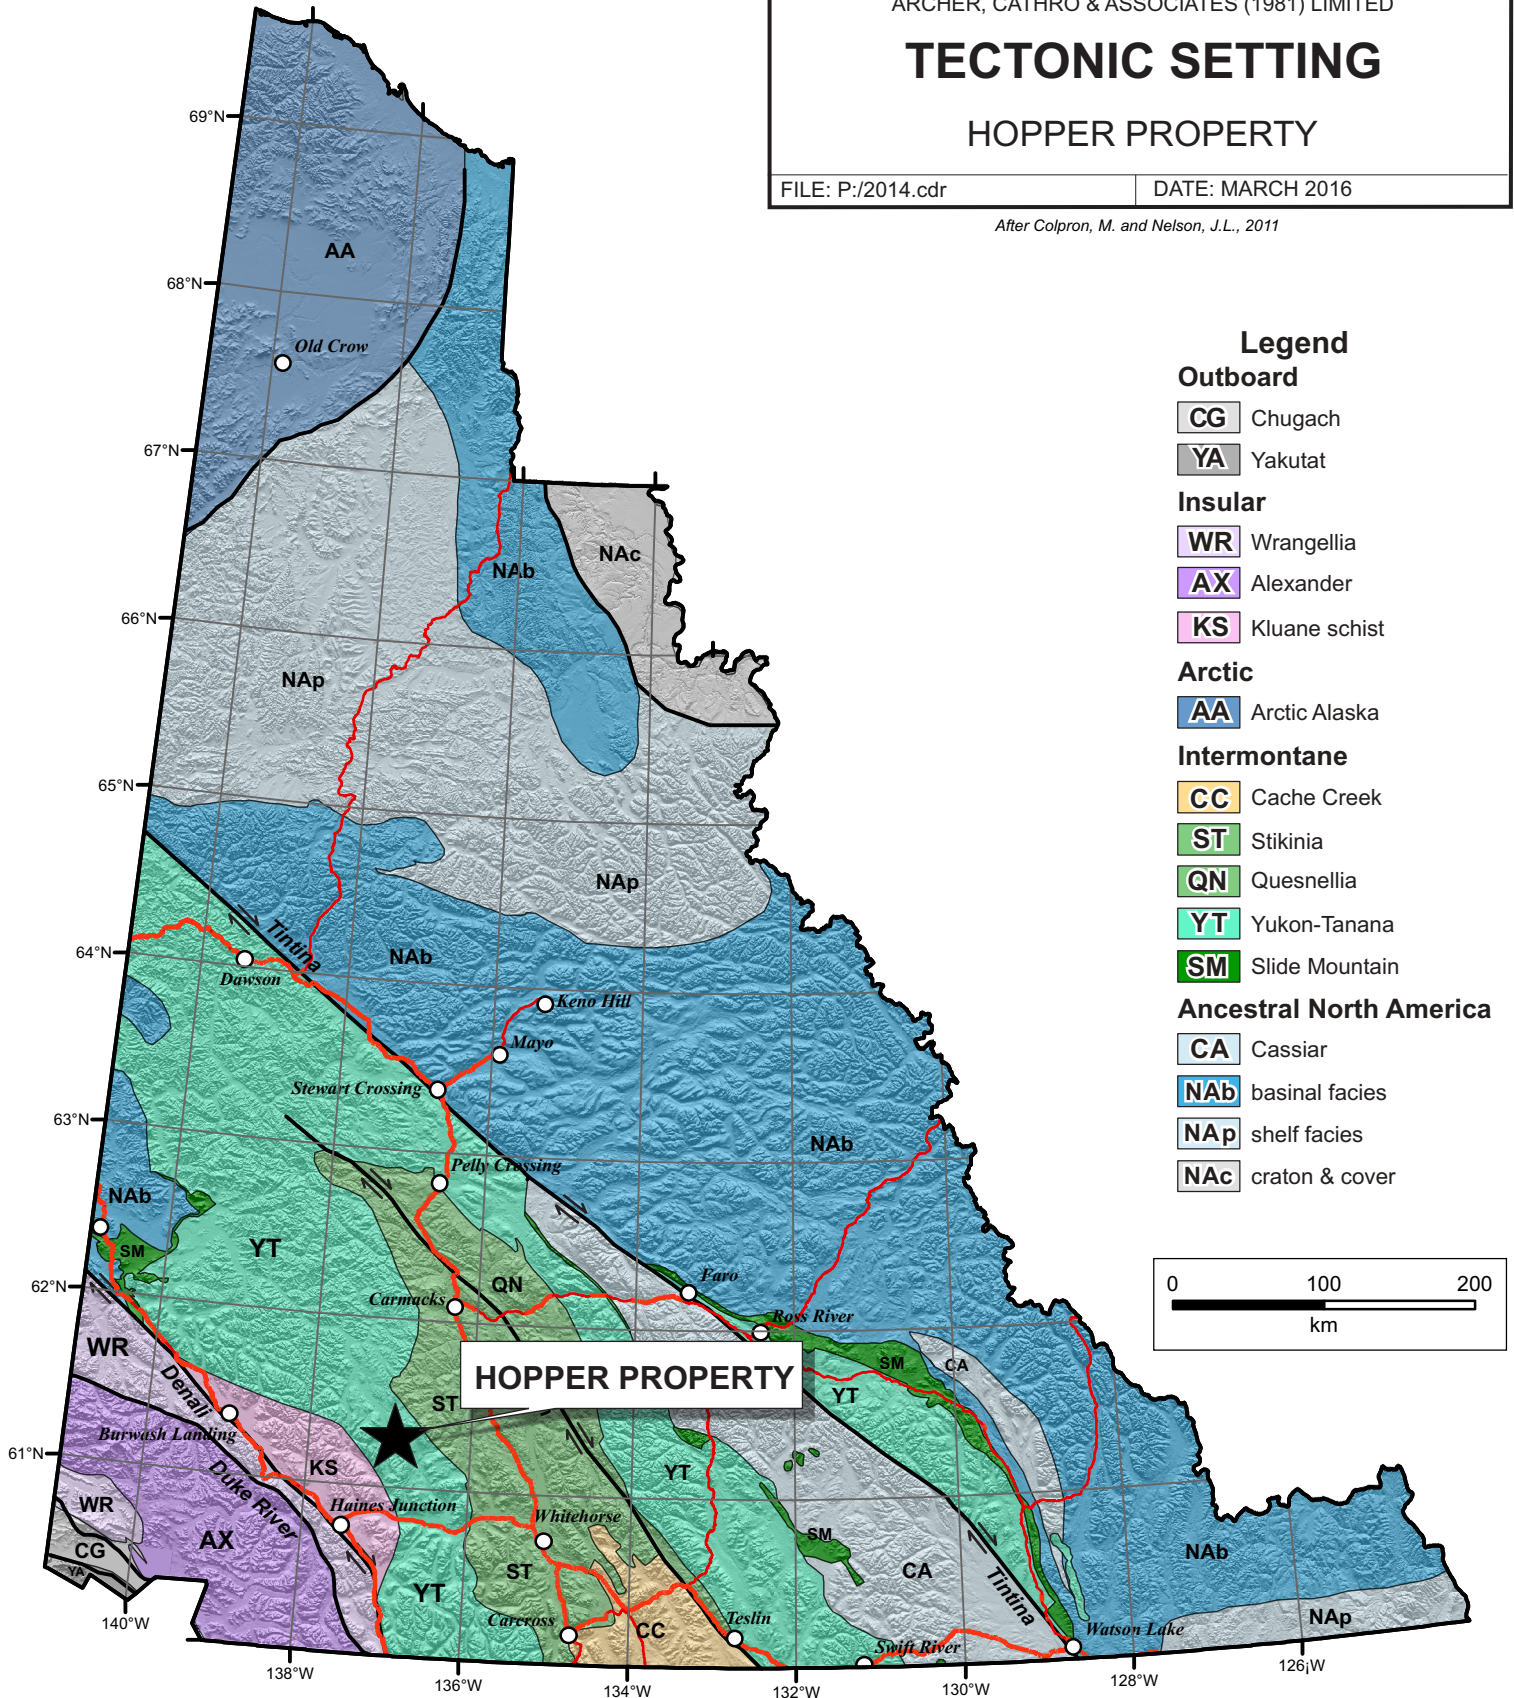 ARCHER, CATHRO & ASSOCIATES (1981) LIMITED
TECTONIC SETTING
HOPPER PROPERTY
FILE: P:/2014.cdr
DATE: MARCH 2016
After Colpron, M. and Nelson, J.L., 2011
69°N
AA
68°N
Old Crow
67°N
NAc
NAb
66°N
NAp
65°N
NAp
Tintina
64°N
NAb
Dawson
Keno Hill
Mayo
Stewart Crossing
63°N
NAb
Pelly Crossing
NAb
YT
SM
62°N
QN
Faro
Carmacks
Ross River
WR
SM
CA
HOPPER PROPERTY
Denali
ST
YT
Burwash Landing
61°N
KS
YT
Duke River
WR
Haines Junction
Whitehorse
SM
AX
CG
YA
ST
CA
NAb
YT
Tintina
Carcross
Teslin
CC
NAp
Watson Lake
Swift River
140°W
138°W
136°W
134°W
132°W
130°W
128°W
126¡W
Legend
Outboard
CG Chugach
YA Yakutat
Insular
WR Wrangellia
AX Alexander
KS Kluane schist
Arctic
AA Arctic Alaska
Intermontane
CC Cache Creek
ST Stikinia
QN Quesnellia
YT Yukon-Tanana
SM Slide Mountain
Ancestral North America
CA Cassiar
NAb basinal facies
NAp shelf facies
NAc craton & cover
0 100 200
km